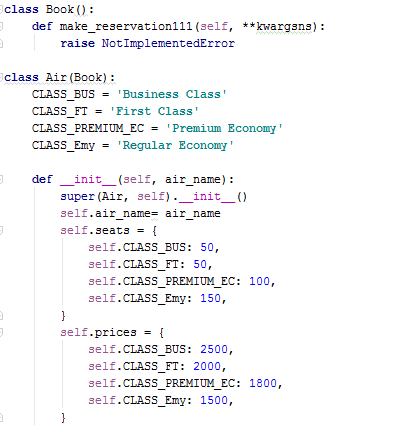 class Book():
    def make_reservation111(self, **kwargsns):
        raise NotImplementedError
class Air(Book):
    CLASS_BUS = 'Business Class'
    CLASS_FT = 'First Class'
    CLASS_PREMIUM_EC = 'Premium Economy'
    CLASS_Emy = 'Regular Economy'
    def __init__(self, air_name):
        super(Air, self).__init__()
        self.air_name= air_name
        self.seats = {
            self.CLASS_BUS: 50,
            self.CLASS_FT: 50,
            self.CLASS_PREMIUM_EC: 100,
            self.CLASS_Emy: 150,
        }
        self.prices = {
            self.CLASS_BUS: 2500,
            self.CLASS_FT: 2000,
            self.CLASS_PREMIUM_EC: 1800,
            self.CLASS_Emy: 1500,
        }